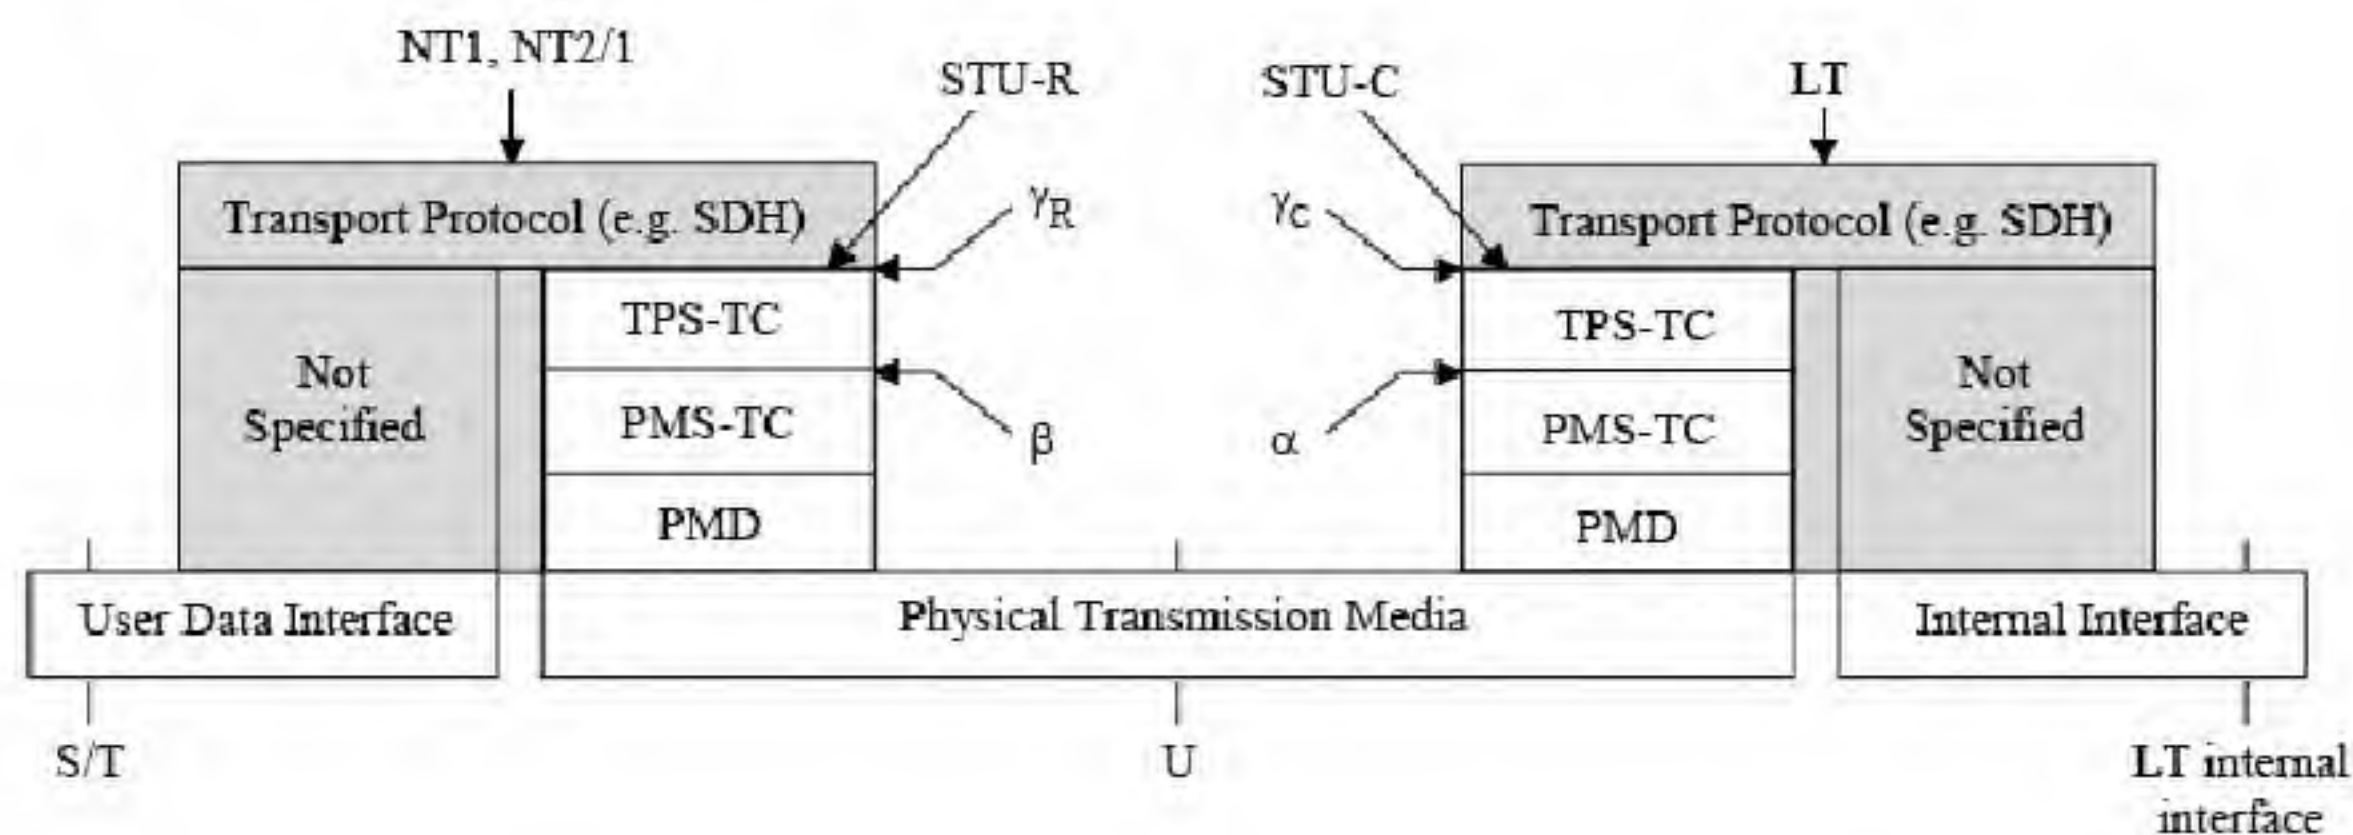 NT1, NT2/1
STU-R
STU-C
LT
Transport Protocol (e.g. SDH)
γR
γC
Transport Protocol (e.g. SDH)
TPS-TC
TPS-TC
Not
Specified
PMS-TC
β
α
PMS-TC
Not
Specified
PMD
PMD
User Data Interface
Physical Transmission Media
Internal Interface
S/T
U
LT internal
interface